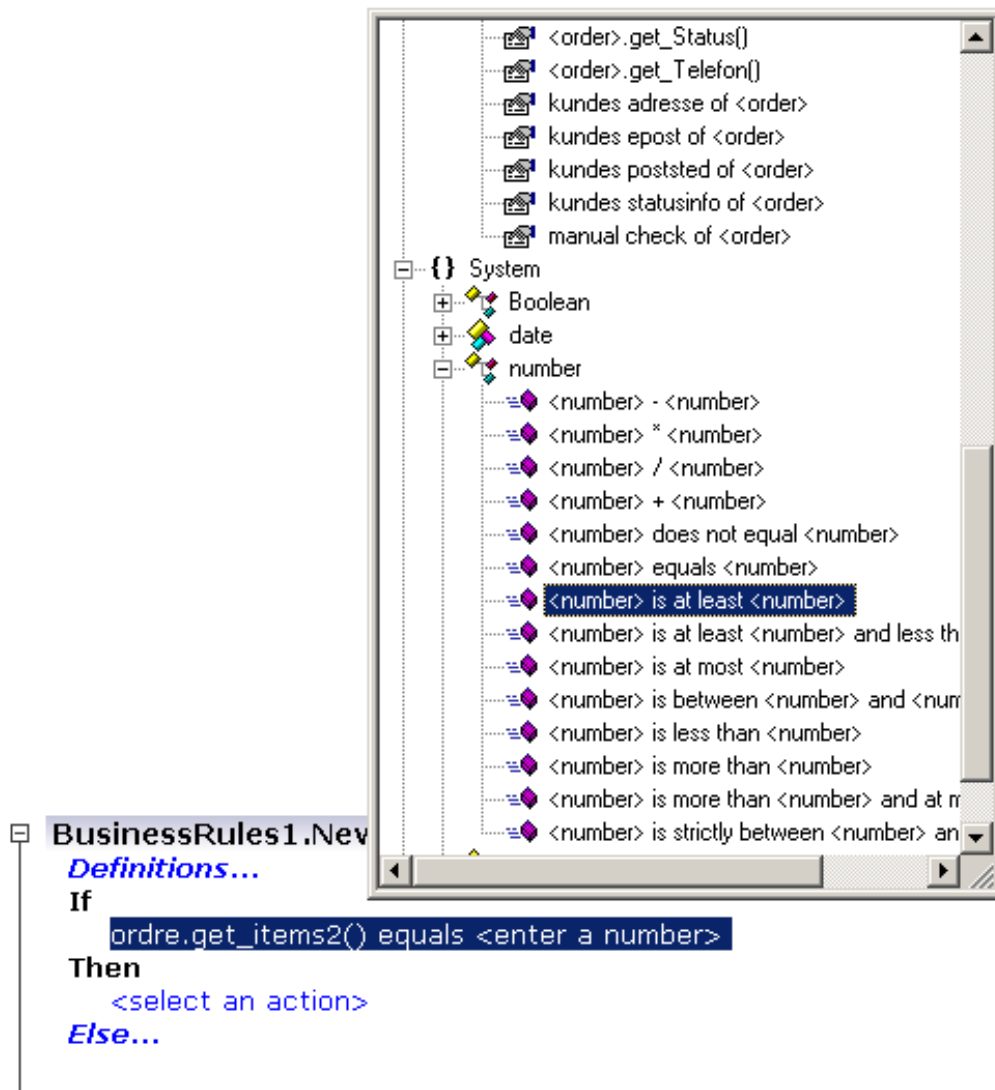 <order>.get_Status()
<order>.get_Telefon()
kundes adresse of <order>
kundes epost of <order>
kundes poststed of <order>
kundes statusinfo of <order>
manual check of <order>
{} System
Boolean
date
number
<number> - <number>
<number> * <number>
<number> / <number>
<number> + <number>
<number> does not equal <number>
<number> equals <number>
<number> is at least <number>
<number> is at least <number> and less th
<number> is at most <number>
<number> is between <number> and <num
<number> is less than <number>
<number> is more than <number>
<number> is more than <number> and at m
<number> is strictly between <number> an
BusinessRules1.Nev
Definitions...
If
ordre.get_items2() equals <enter a number>
Then
<select an action>
Else...